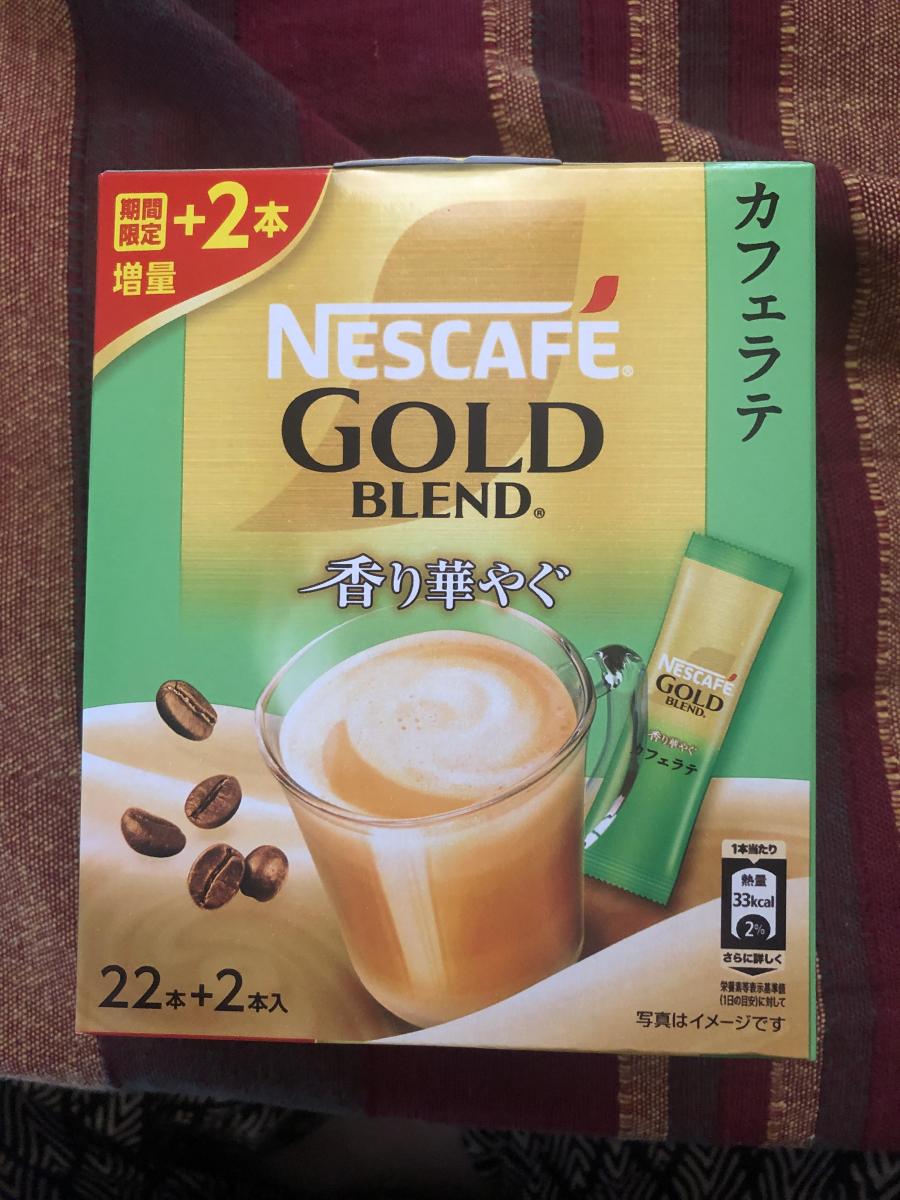 期間
限定
+2本
増量
カフェラテ
NESCAFÉ®
GOLD
BLEND®
香り華やぐ
NESCAFÉ
GOLD
BLEND
香り華やぐ
カフェラテ
1本当たり
熱量
33kcal
2%
さらに詳しく
栄養素等表示基準値
(1日の目安)に対して
22本+2本入
写真はイメージです